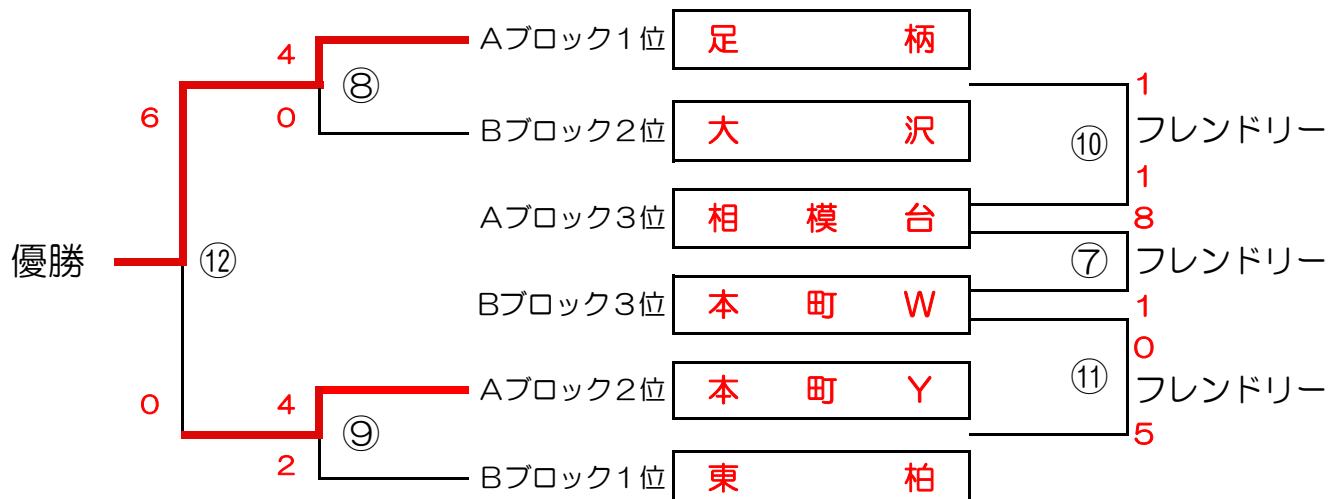 Aブロック1位 足柄
4
⑧
1
6
0
Bブロック2位 大沢
⑩
フレンドリー
1
Aブロック3位 相模台
8
優勝
⑫
⑦
フレンドリー
Bブロック3位 本町W
1
0
Aブロック2位 本町Y
⑪
フレンドリー
0
4
⑨
5
2
Bブロック1位 東柏